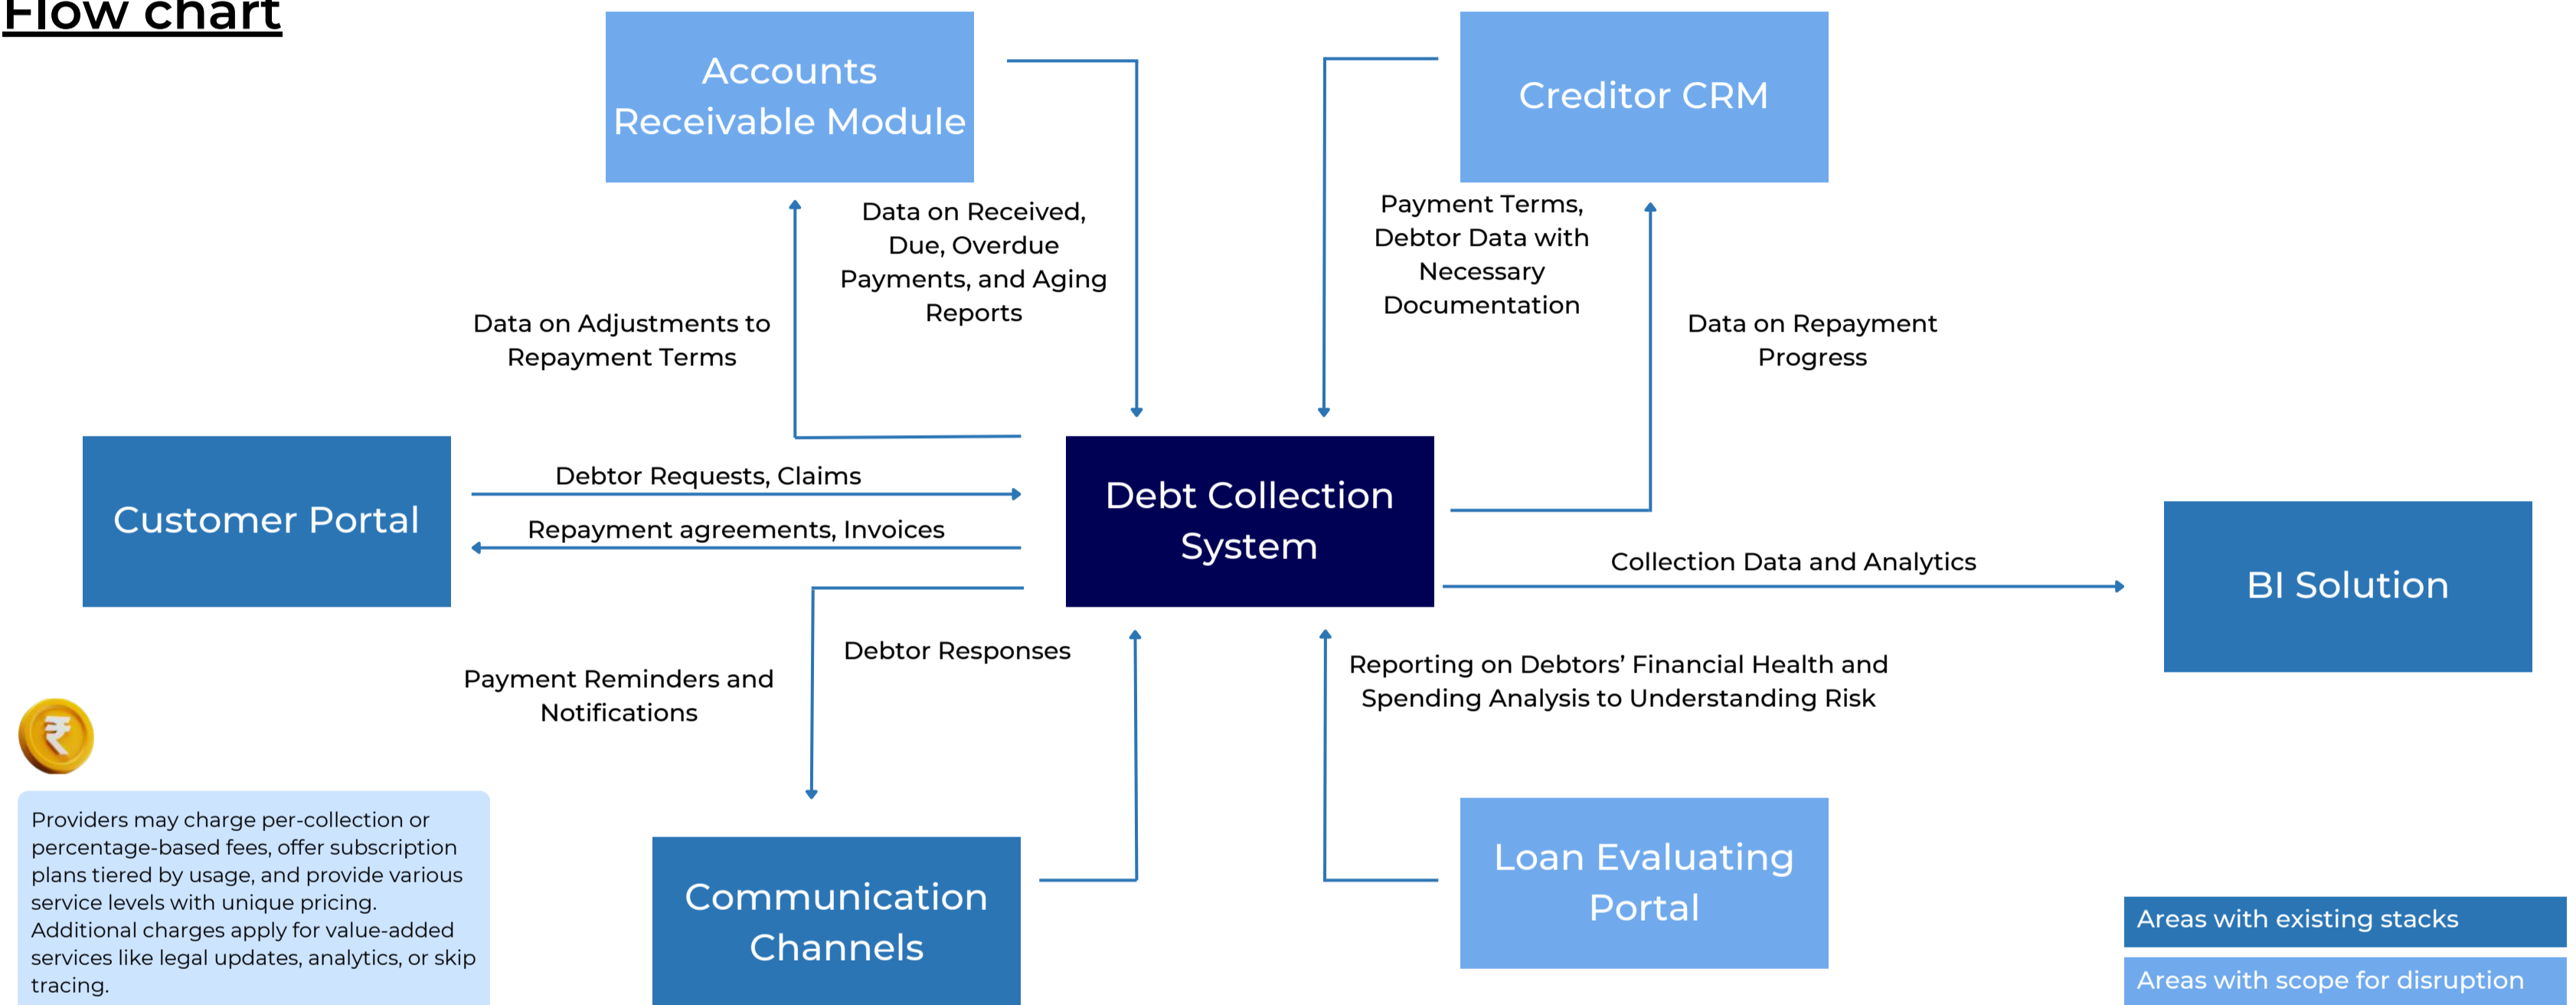 Flow chart
Accounts
Receivable Module
Creditor CRM
Data on Received,
Due, Overdue
Payments, and Aging
Reports
Payment Terms,
Debtor Data with
Necessary
Documentation
Data on Adjustments to
Repayment Terms
Data on Repayment
Progress
Customer Portal
Debtor Requests, Claims
Repayment agreements, Invoices
Debt Collection
System
Collection Data and Analytics
BI Solution
Payment Reminders and
Notifications
Debtor Responses
Reporting on Debtors’ Financial Health and
Spending Analysis to Understanding Risk
₹
Providers may charge per-collection or
percentage-based fees, offer subscription
plans tiered by usage, and provide various
service levels with unique pricing.
Additional charges apply for value-added
services like legal updates, analytics, or skip
tracing.
Communication
Channels
Loan Evaluating
Portal
Areas with existing stacks
Areas with scope for disruption